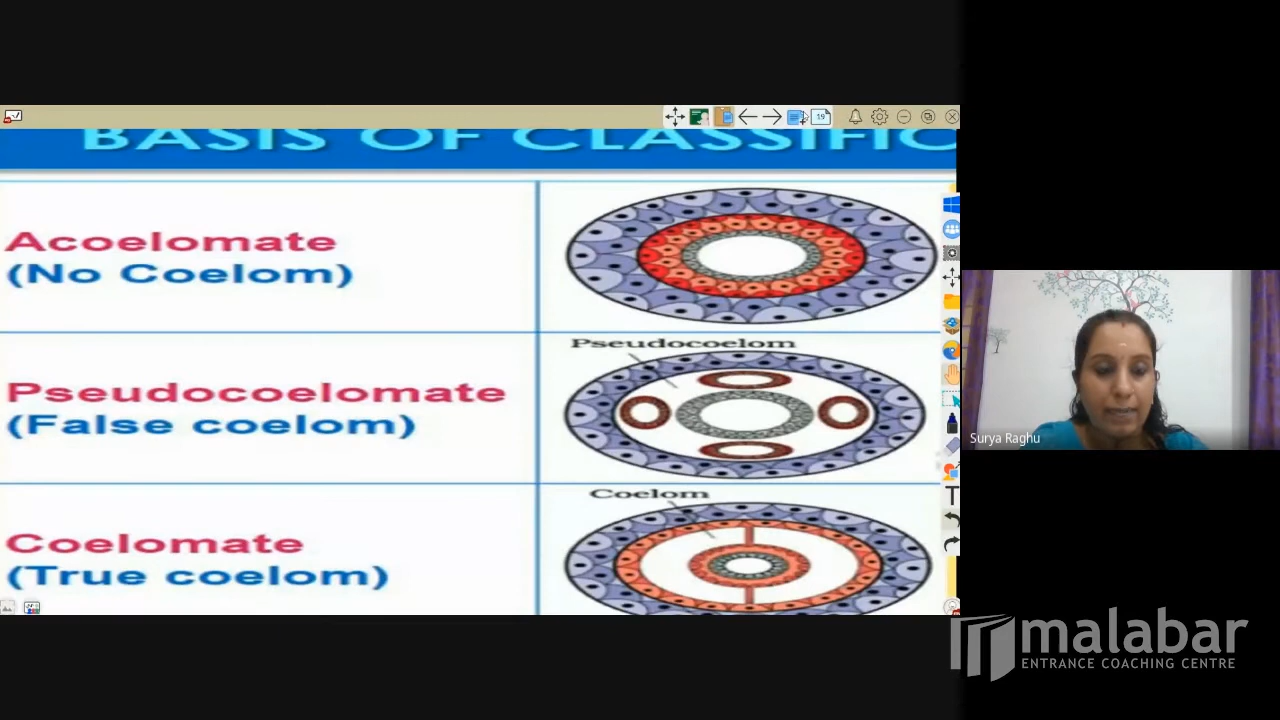 BASIS OF CLASSIFIC
19
Acoelomate
(No Coelom)
Pseudocoelom
Pseudocoelomate
(False coelom)
Coelom
Coelomate
(True coelom)
T
Surya Raghu
malabar
ENTRANCE COACHING CENTRE